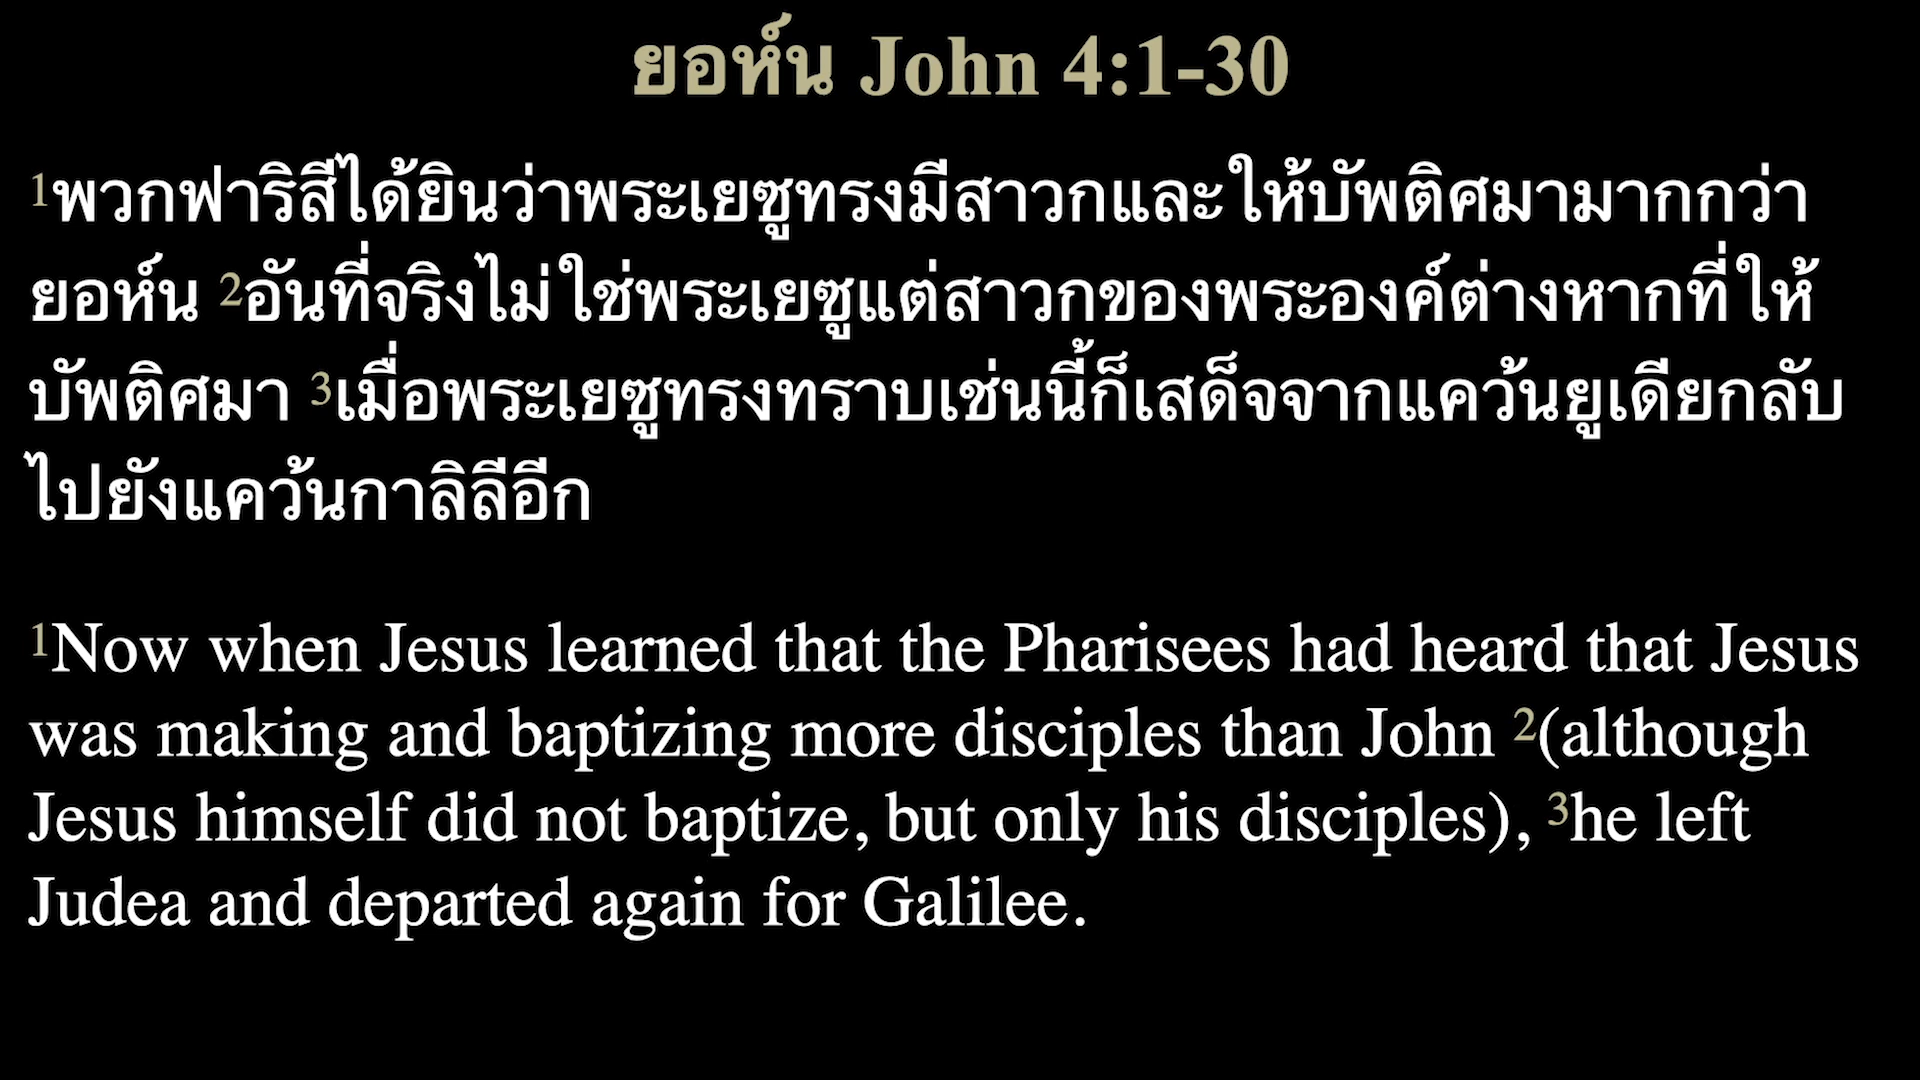 ยอห์น John 4:1-30
1พวกฟาริสีได้ยินว่าพระเยซูทรงมีสาวกและให้บัพติศมามากกว่า
ยอห์น 2อันที่จริงไม่ใช่พระเยซูแต่สาวกของพระองค์ต่างหากที่ให้
บัพติศมา 3เมื่อพระเยซูทรงทราบเช่นนี้ก็เสด็จจากแคว้นยูเดียกลับ
ไปยังแคว้นกาลิลีอีก
1Now when Jesus learned that the Pharisees had heard that Jesus
was making and baptizing more disciples than John 2(although
Jesus himself did not baptize, but only his disciples), 3he left
Judea and departed again for Galilee.